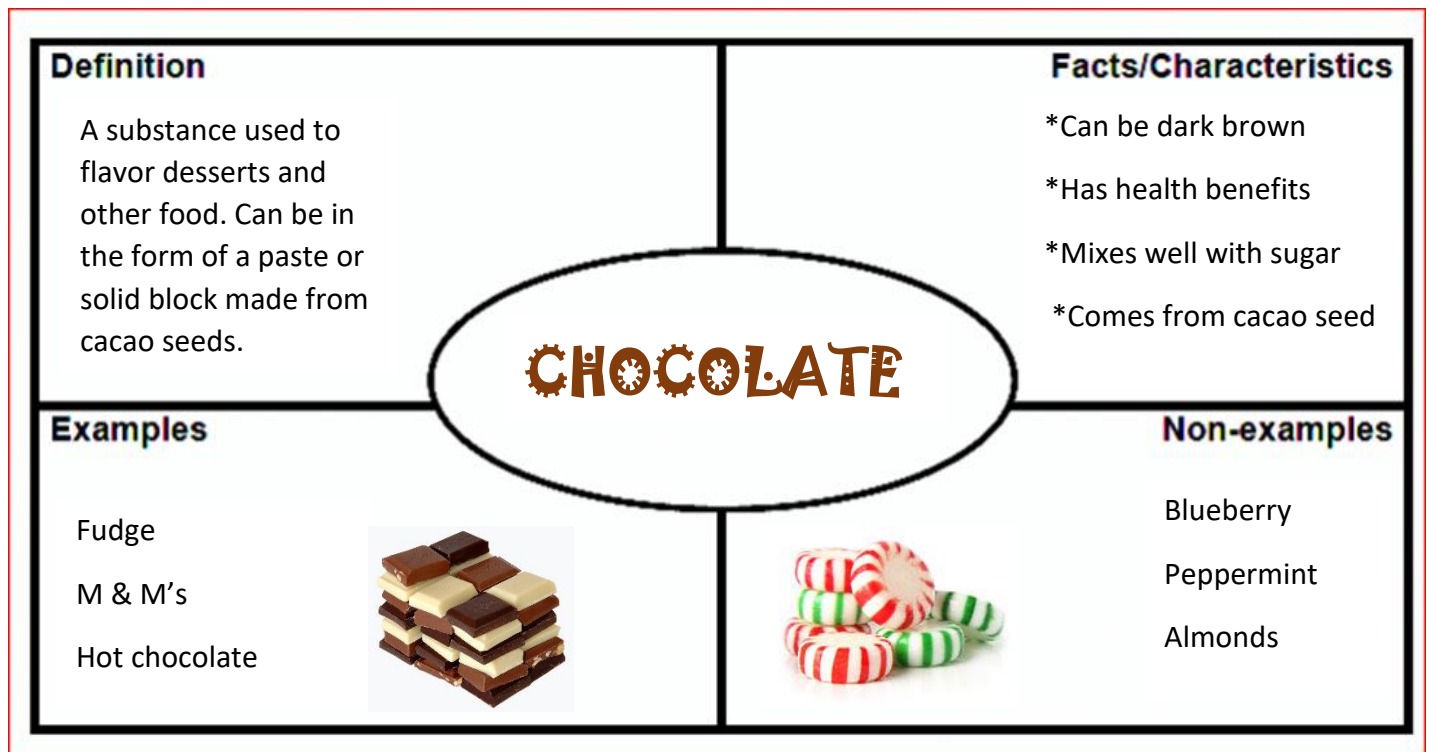 Definition
A substance used to
flavor desserts and
other food. Can be in
the form of a paste or
solid block made from
cacao seeds.
Facts/Characteristics
*Can be dark brown
*Has health benefits
*Mixes well with sugar
*Comes from cacao seed
CHOCOLATE
Examples
Fudge
M & M’s
Hot chocolate
Non-examples
Blueberry
Peppermint
Almonds